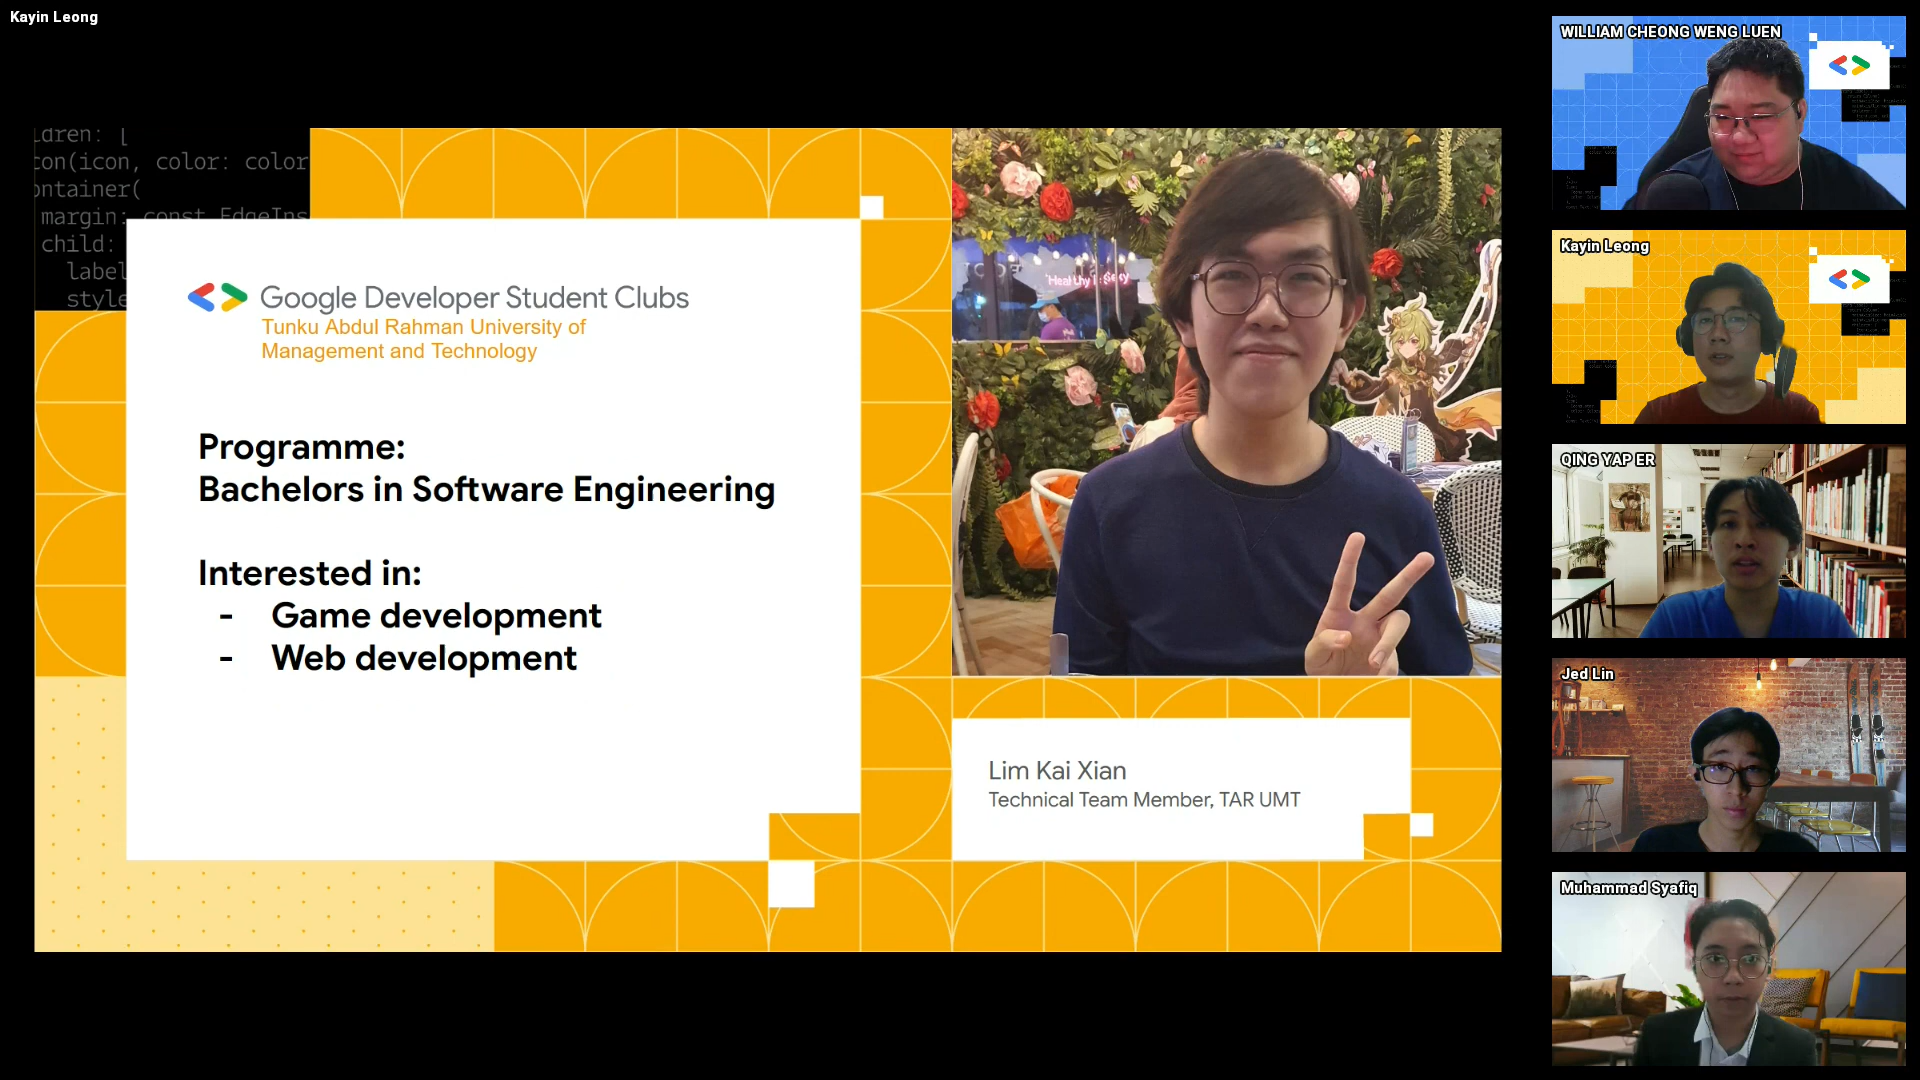 Kayin Leong
dren: [
con(icon, color: color
ontainer(
margin: const EdgeIns
child:
label
style
Google Developer Student Clubs
Tunku Abdul Rahman University of
Management and Technology
Programme:
Bachelors in Software Engineering
Interested in:
- Game development
- Web development
"Healthy is Sexy
Lim Kai Xian
Technical Team Member, TAR UMT
WILLIAM CHEONG WENG LUEN
Kayin Leong
QING YAP ER
Jed Lin
Muhammad Syafiq